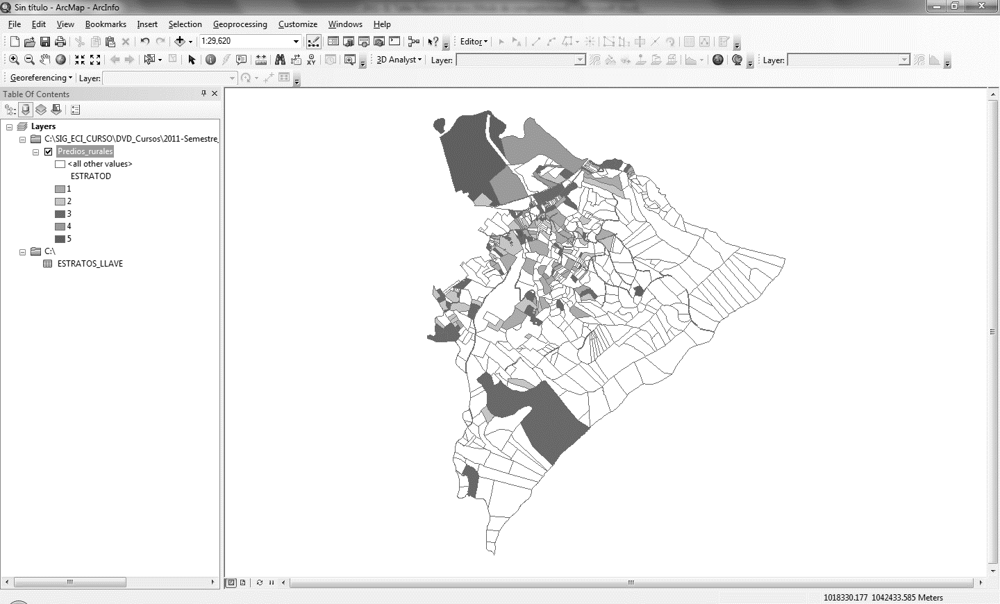 Sin título - ArcMap - ArcInfo
File Edit View Bookmarks Insert Selection Geoprocessing Customize Windows Help
1:29,620 Editor
3D Analyst Layer: Layer:
Georeferencing Layer:
Table Of Contents
Layers
C:\SIG_ECI_CURSO\DVD_Cursos\2011-Semestre_
Predios_rurales
<all other values>
ESTRATOD
1
2
3
4
5
C:\
ESTRATOS_LLAVE
1018330.177 1042433.585 Meters